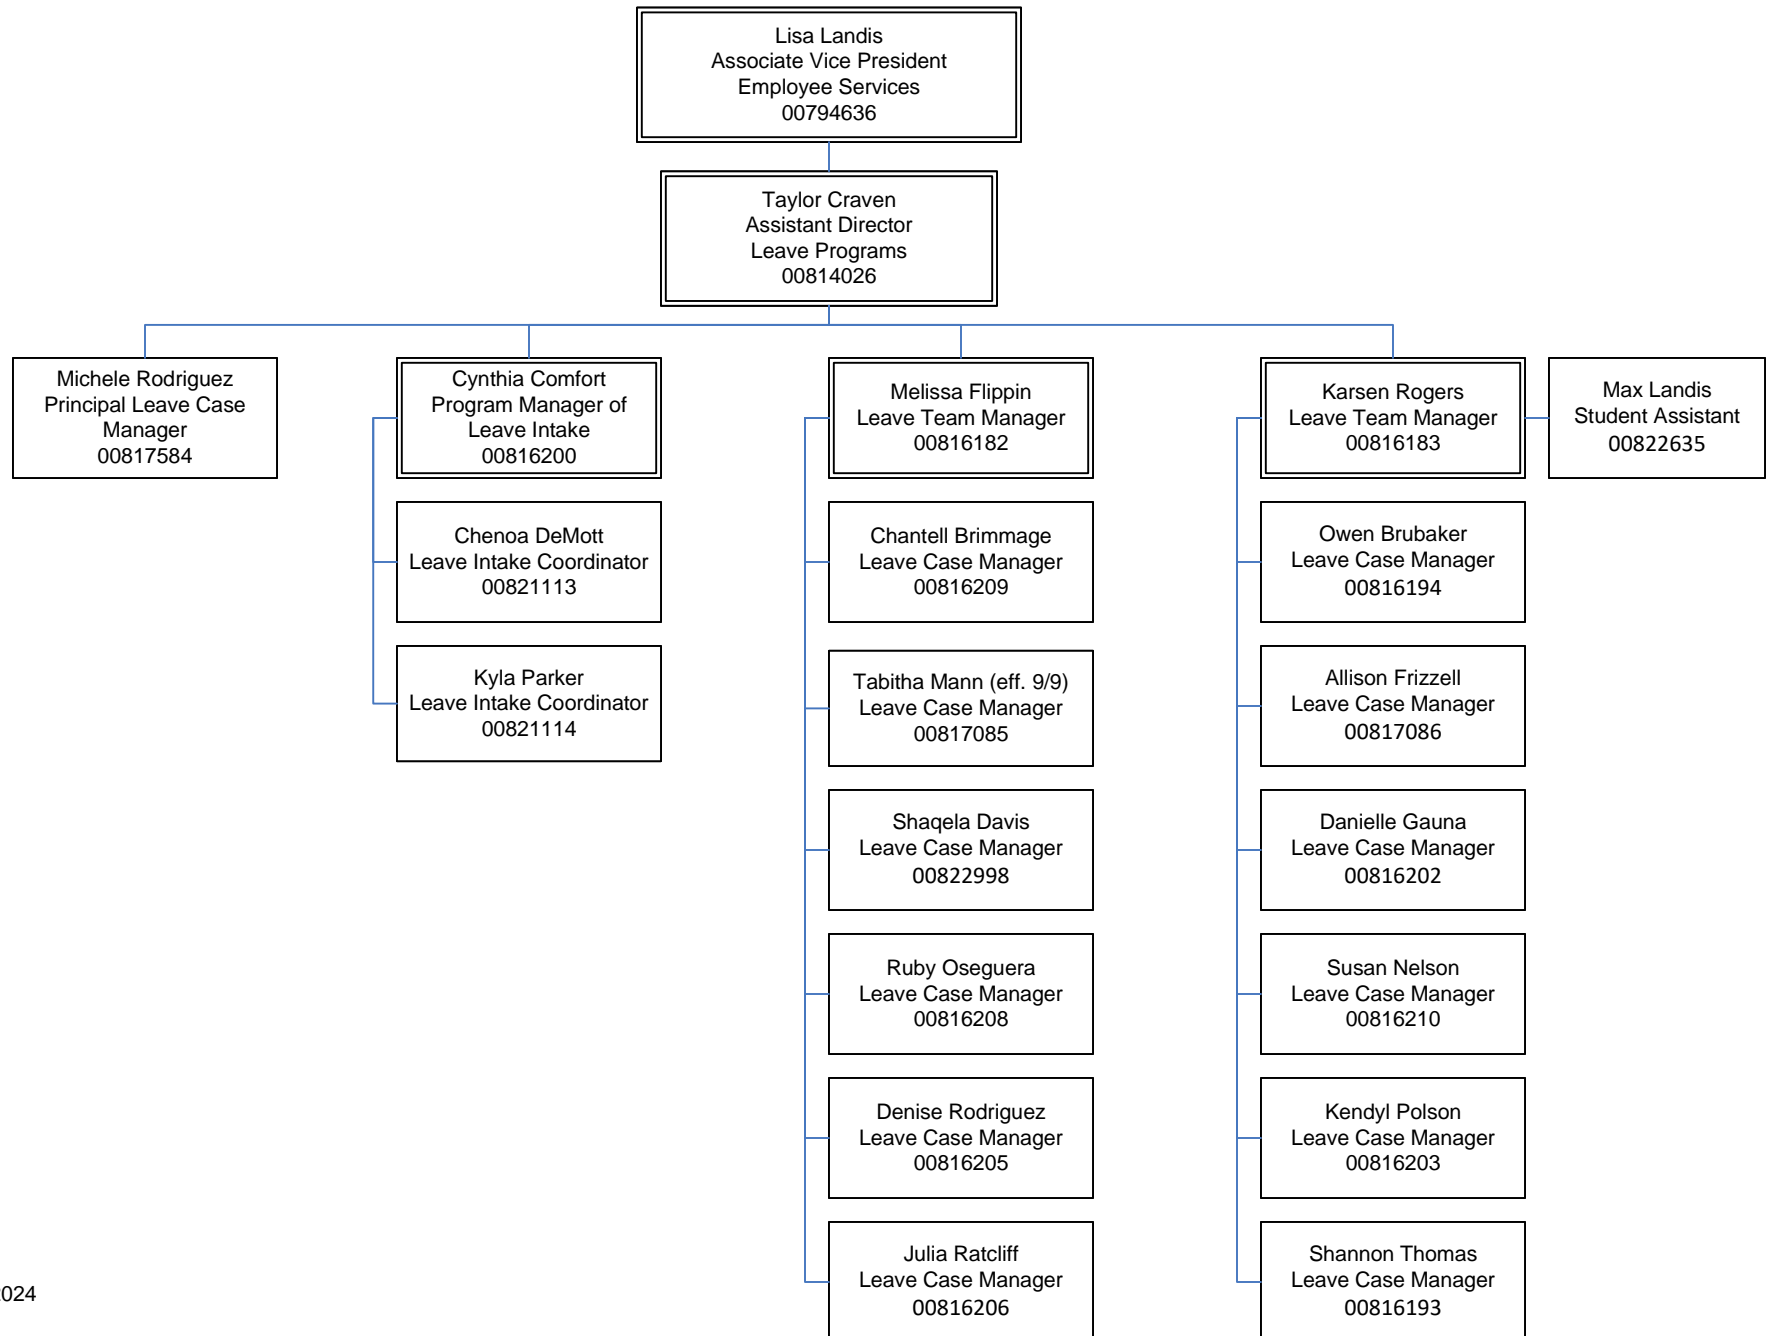 Lisa Landis
Associate Vice President
Employee Services
00794636
Taylor Craven
Assistant Director
Leave Programs
00814026
Michele Rodriguez
Principal Leave Case
Manager
00817584
Cynthia Comfort
Program Manager of
Leave Intake
00816200
Chenoa DeMott
Leave Intake Coordinator
00821113
Kyla Parker
Leave Intake Coordinator
00821114
Melissa Flippin
Leave Team Manager
00816182
Chantell Brimmage
Leave Case Manager
00816209
Tabitha Mann (eff. 9/9)
Leave Case Manager
00817085
Shaqela Davis
Leave Case Manager
00822998
Ruby Oseguera
Leave Case Manager
00816208
Denise Rodriguez
Leave Case Manager
00816205
Julia Ratcliff
Leave Case Manager
00816206
Karsen Rogers
Leave Team Manager
00816183
Max Landis
Student Assistant
00822635
Owen Brubaker
Leave Case Manager
00816194
Allison Frizzell
Leave Case Manager
00817086
Danielle Gauna
Leave Case Manager
00816202
Susan Nelson
Leave Case Manager
00816210
Kendyl Polson
Leave Case Manager
00816203
Shannon Thomas
Leave Case Manager
00816193
024